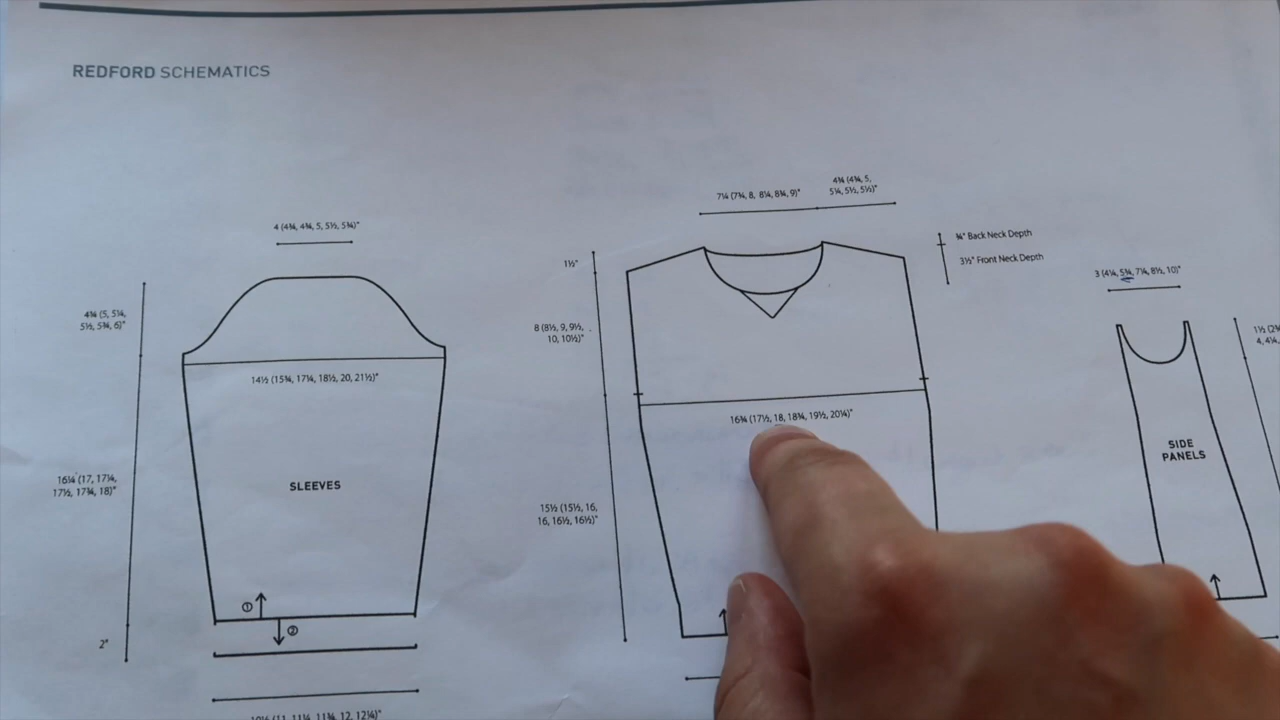 REDFORD SCHEMATICS
4 (4¾, 4¾, 5, 5½, 5¾)"
4¾ (5, 5¼,
5½, 5¾, 6)"
14½ (15¾, 17¼, 18½, 20, 21½)"
16¼ (17, 17¼,
17½, 17¾, 18)"
SLEEVES
①
②
2"
7¼ (7¾, 8, 8¼, 8¾, 9)"
4¾ (4¾, 5,
5¼, 5½, 5½)"
1½"
¾" Back Neck Depth
3½" Front Neck Depth
8 (8½, 9, 9½,
10, 10½)"
16¾ (17½, 18, 18¾, 19½, 20¼)"
15½ (15½, 16,
16, 16½, 16½)"
3 (4¼, 5¾, 7¼, 8½, 10)"
SIDE
PANELS
4, 4¼,